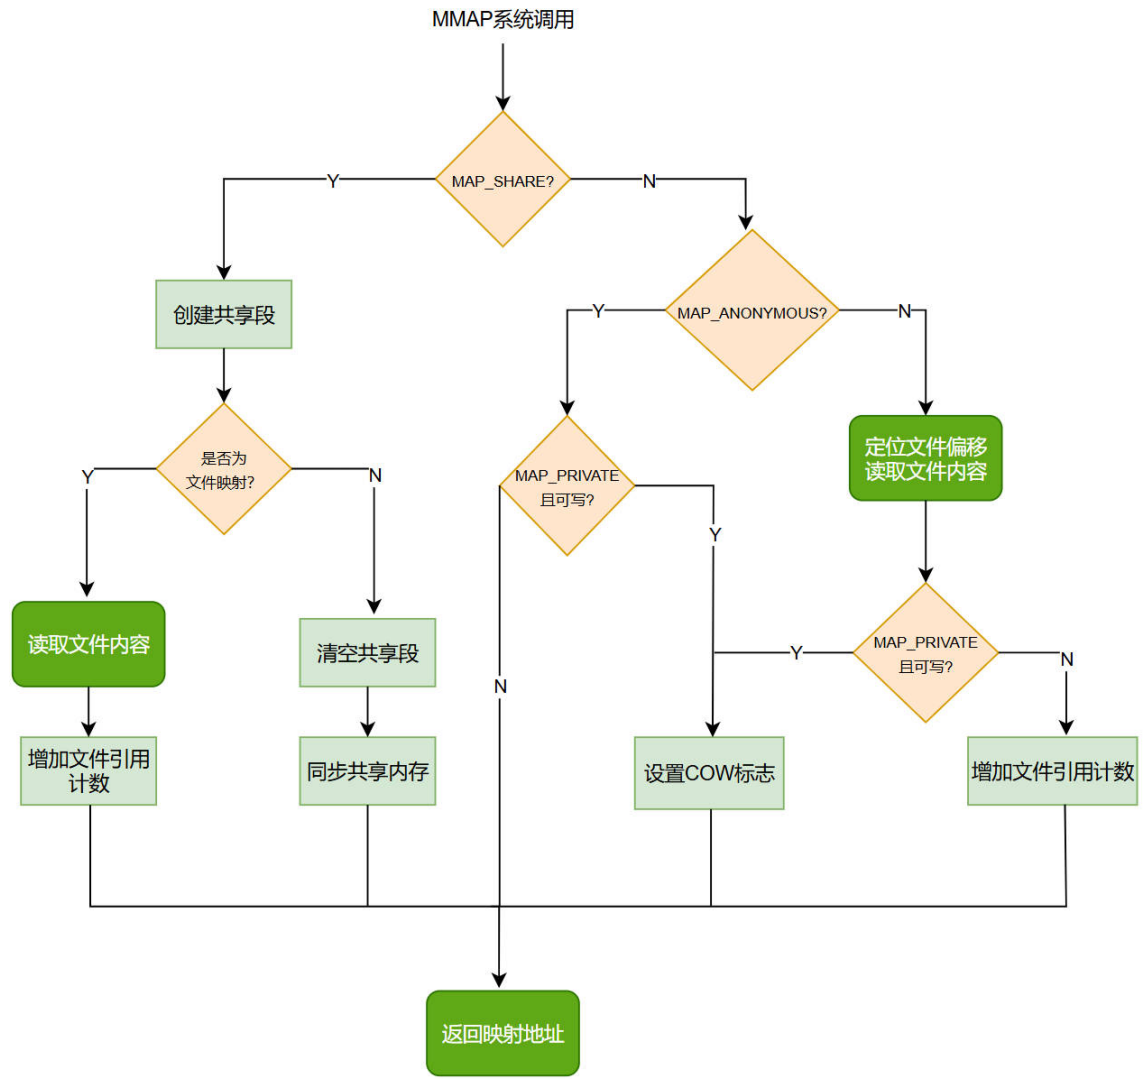 MMAP系统调用
MAP_SHARE?
Y
N
创建共享段
MAP_ANONYMOUS?
Y
N
是否为
文件映射?
Y
N
MAP_PRIVATE
且可写?
Y
N
定位文件偏移
读取文件内容
读取文件内容
清空共享段
MAP_PRIVATE
且可写?
Y
N
增加文件引用
计数
同步共享内存
设置COW标志
增加文件引用计数
返回映射地址